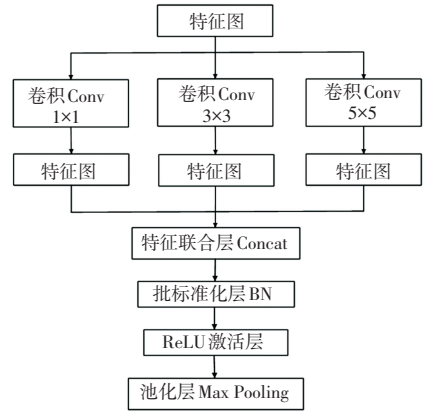 特征图
卷积Conv
1×1
卷积Conv
3×3
卷积Conv
5×5
特征图
特征图
特征图
特征联合层Concat
批标准化层BN
ReLU激活层
池化层Max Pooling